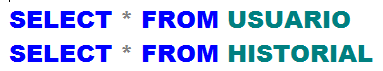 SELECT * FROM USUARIO
SELECT * FROM HISTORIAL